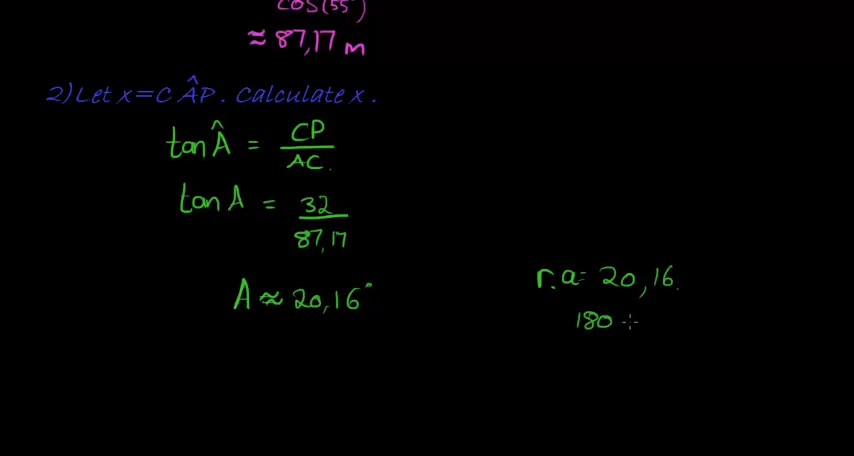 cos(55°)
≈ 87,17 m
2) Let x = C Â P. Calculate x.
tan Â = CP / AC.
tan A = 32 / 87,17
A ≈ 20,16°
r.a = 20,16.
180